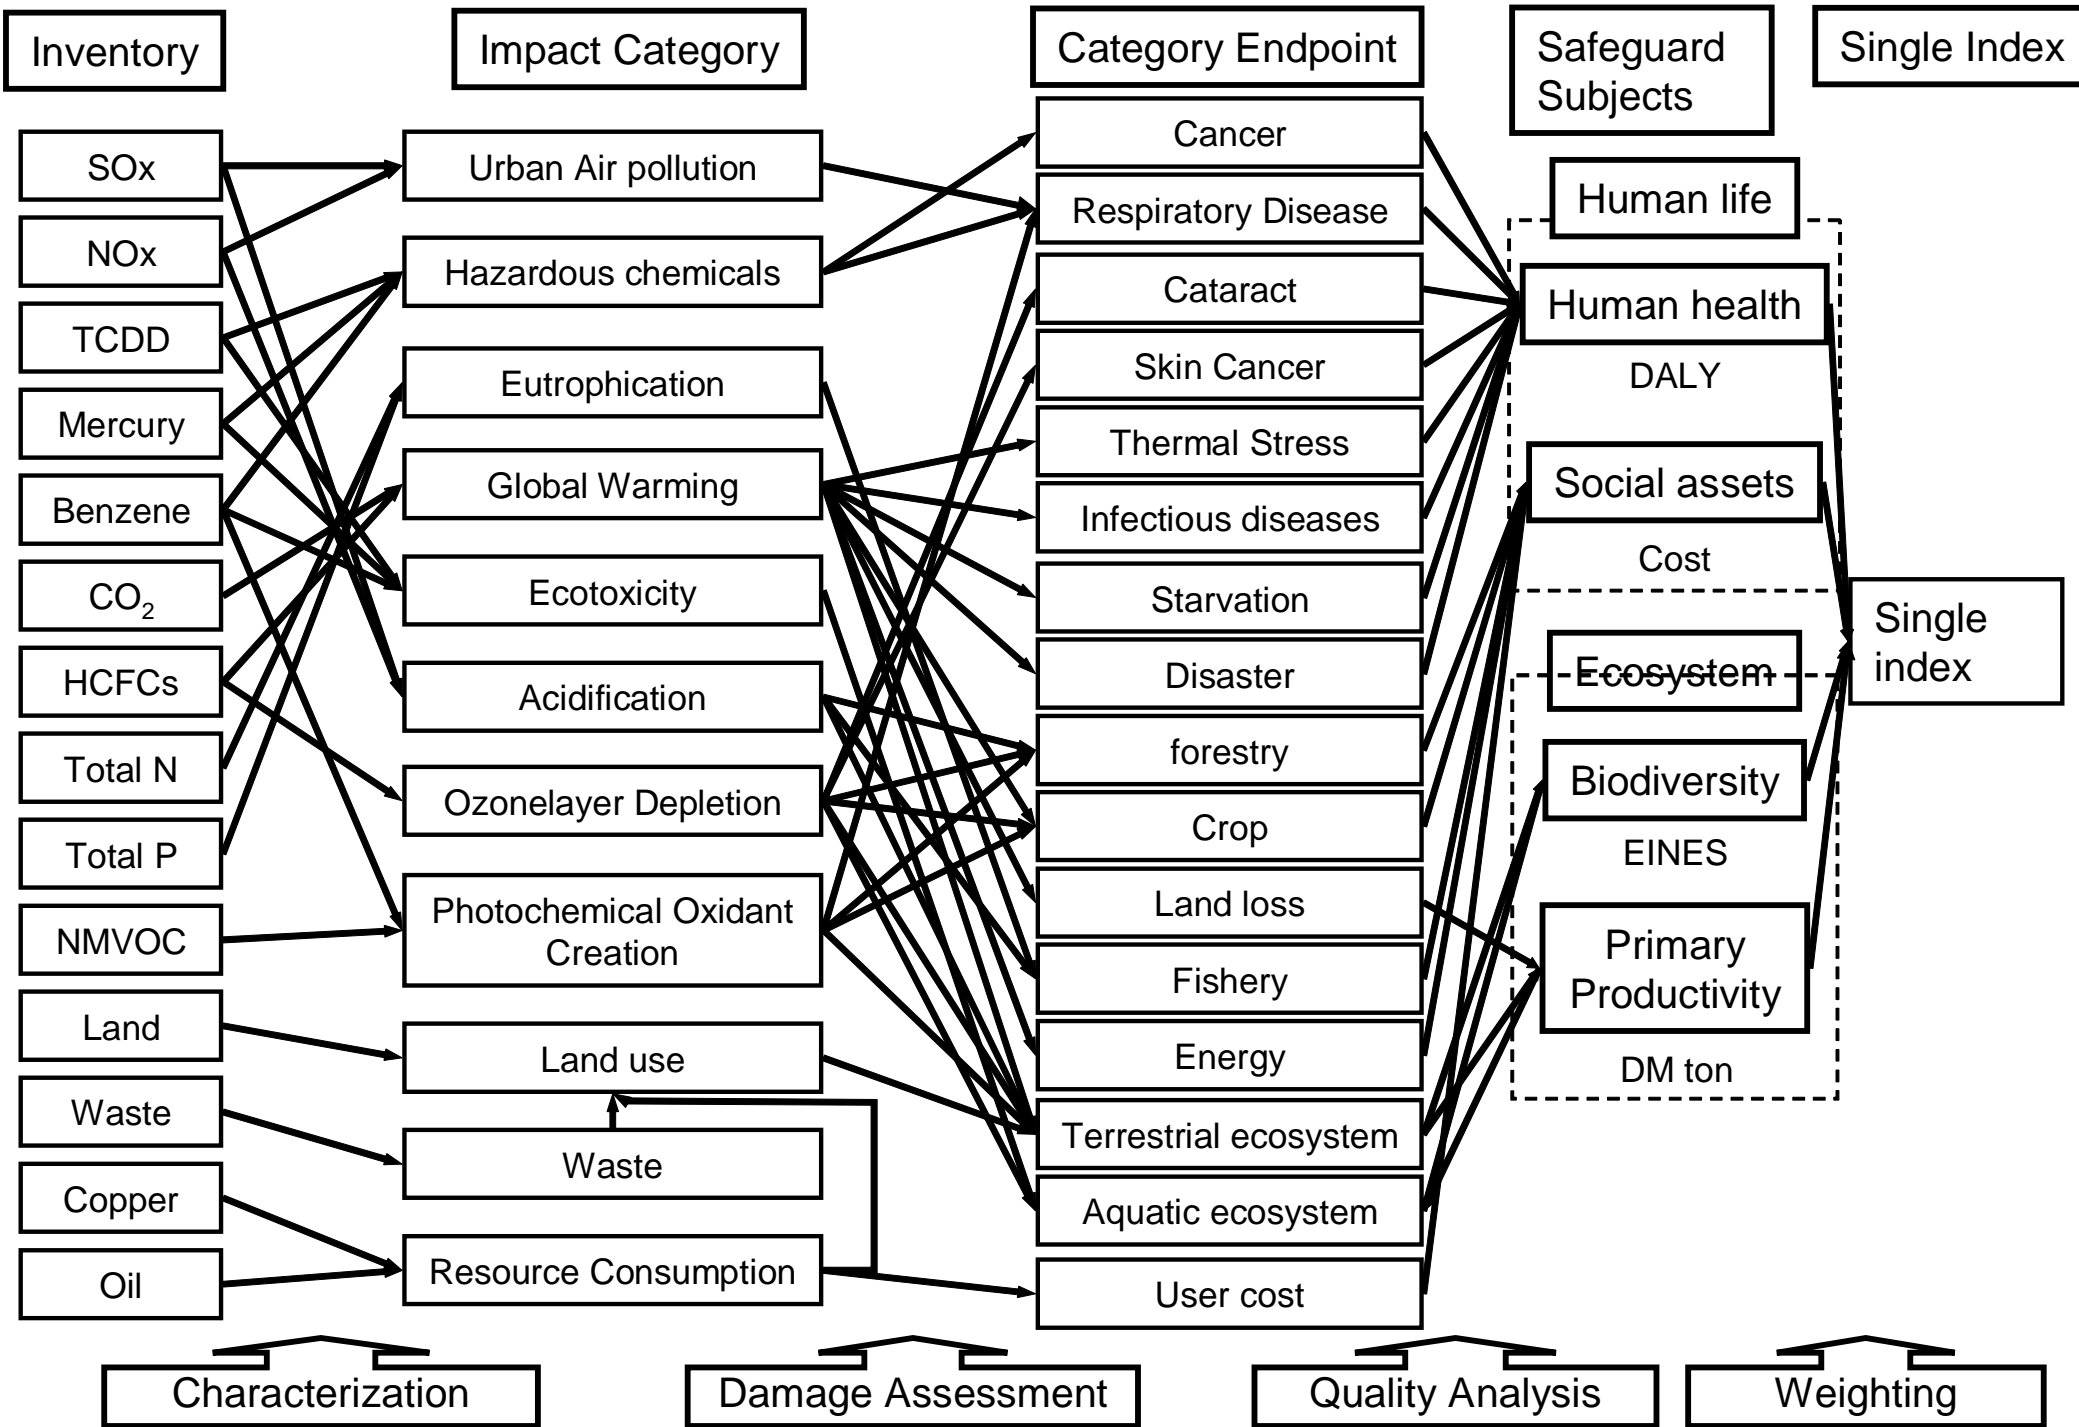 Inventory
Impact Category
Category Endpoint
Safeguard
Subjects
Single Index
SOx
NOx
TCDD
Mercury
Benzene
CO₂
HCFCs
Total N
Total P
NMVOC
Land
Waste
Copper
Oil
Urban Air pollution
Hazardous chemicals
Eutrophication
Global Warming
Ecotoxicity
Acidification
Ozonelayer Depletion
Photochemical Oxidant
Creation
Land use
Waste
Resource Consumption
Cancer
Respiratory Disease
Cataract
Skin Cancer
Thermal Stress
Infectious diseases
Starvation
Disaster
forestry
Crop
Land loss
Fishery
Energy
Terrestrial ecosystem
Aquatic ecosystem
User cost
Human life
Human health
DALY
Social assets
Cost
Ecosystem
Biodiversity
EINES
Primary
Productivity
DM ton
Single
index
Characterization
Damage Assessment
Quality Analysis
Weighting